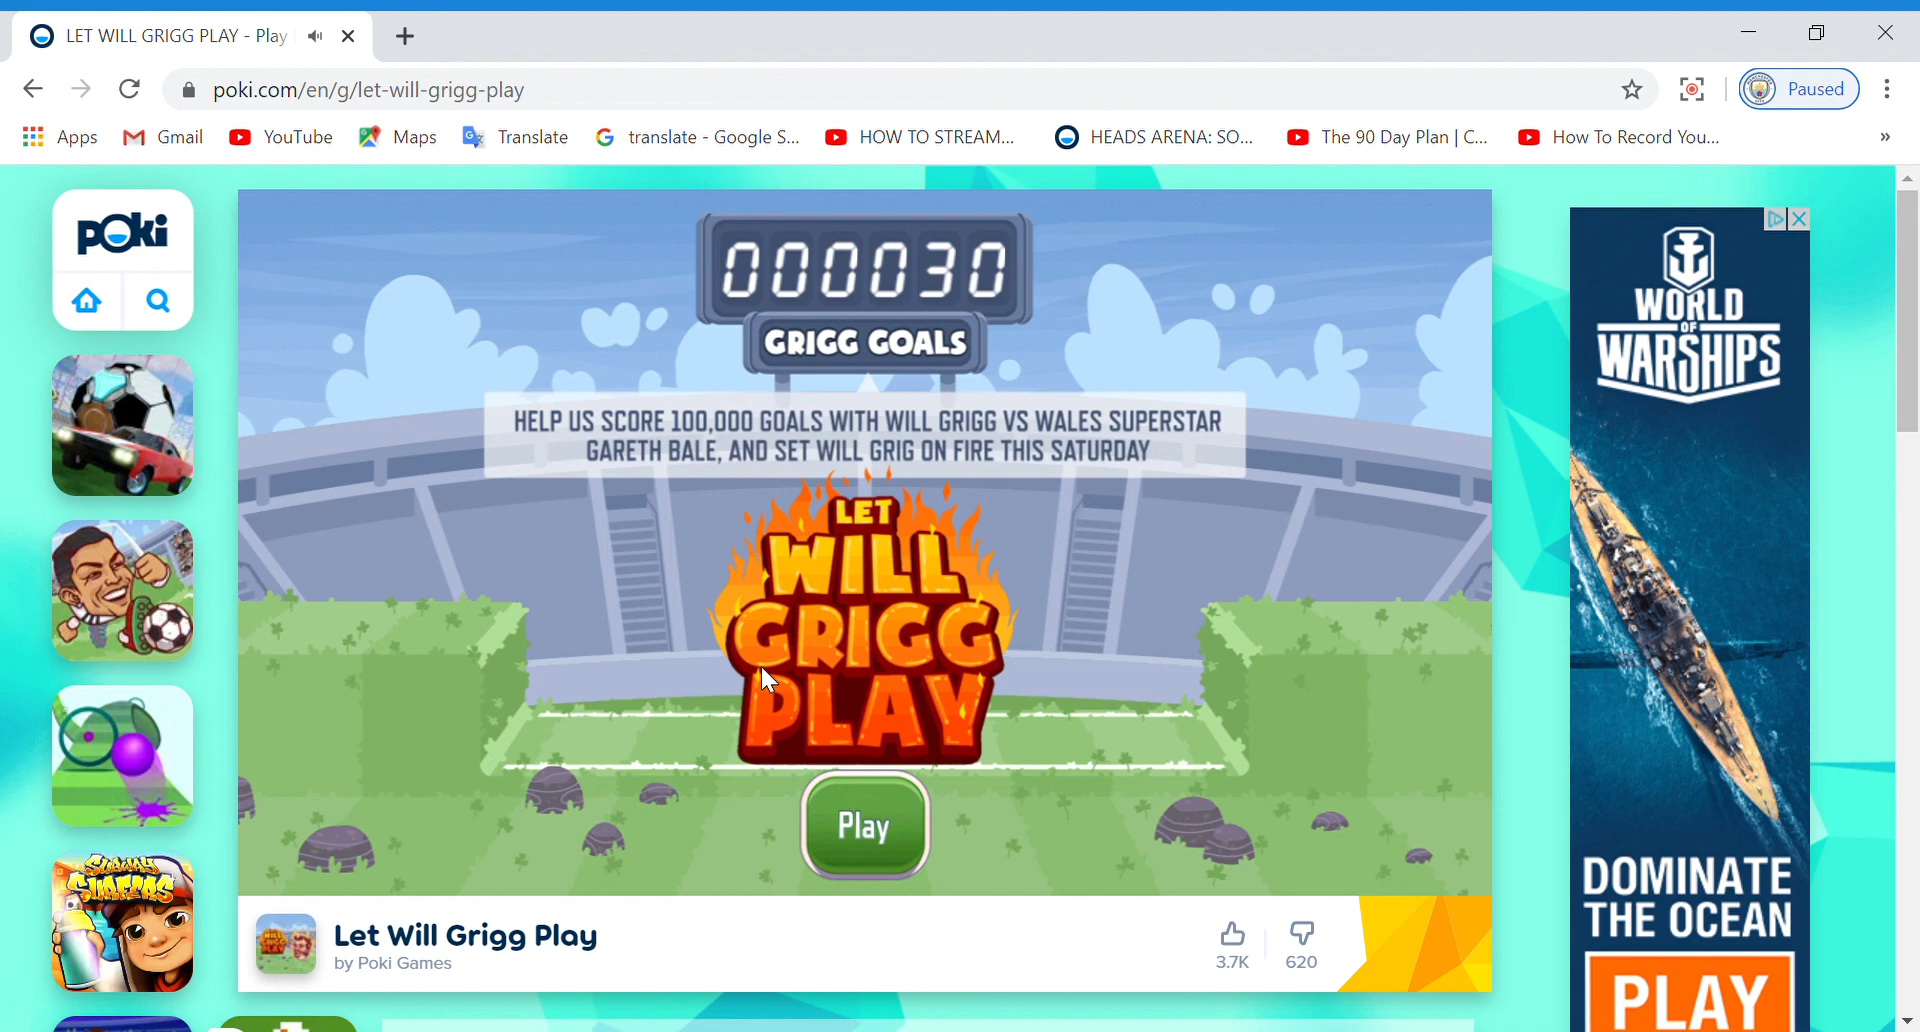 LET WILL GRIGG PLAY - Play
poki.com/en/g/let-will-grigg-play
Paused
Apps
Gmail
YouTube
Maps
Translate
translate - Google S...
HOW TO STREAM...
HEADS ARENA: SO...
The 90 Day Plan | C...
How To Record You...
»
poki
000030
GRIGG GOALS
HELP US SCORE 100,000 GOALS WITH WILL GRIGG VS WALES SUPERSTAR
GARETH BALE, AND SET WILL GRIG ON FIRE THIS SATURDAY
LET
WILL
GRIGG
PLAY
Play
SUBWAY
SURFERS
Let Will Grigg Play
by Poki Games
3.7K
620
WORLD
OF
WARSHIPS
DOMINATE
THE OCEAN
PLAY